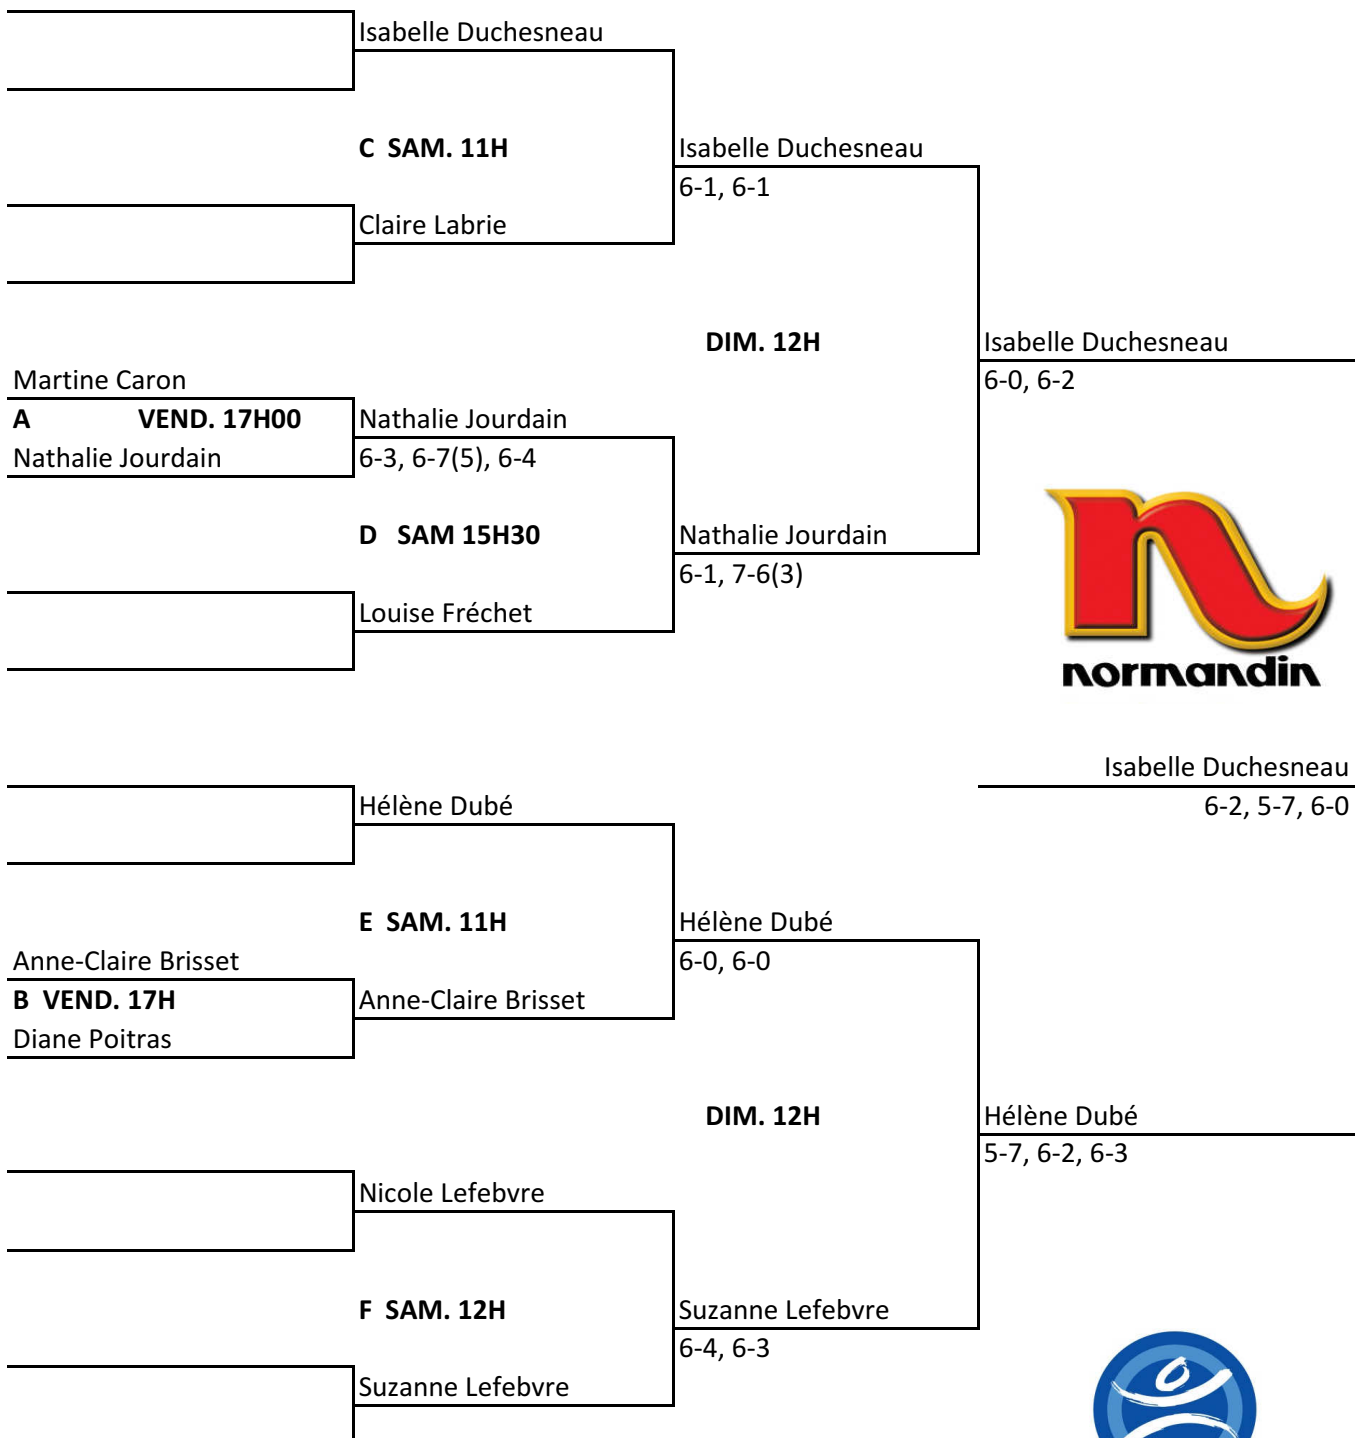 Isabelle Duchesneau
C  SAM. 11H
Isabelle Duchesneau
6-1, 6-1
Claire Labrie
DIM. 12H
Isabelle Duchesneau
6-0, 6-2
Martine Caron
A VEND. 17H00
Nathalie Jourdain
Nathalie Jourdain
6-3, 6-7(5), 6-4
D SAM 15H30
Nathalie Jourdain
6-1, 7-6(3)
Louise Fréchet
normandin
Isabelle Duchesneau
6-2, 5-7, 6-0
Hélène Dubé
E SAM. 11H
Hélène Dubé
6-0, 6-0
Anne-Claire Brisset
B VEND. 17H
Diane Poitras
Anne-Claire Brisset
DIM. 12H
Hélène Dubé
5-7, 6-2, 6-3
Nicole Lefebvre
F SAM. 12H
Suzanne Lefebvre
6-4, 6-3
Suzanne Lefebvre